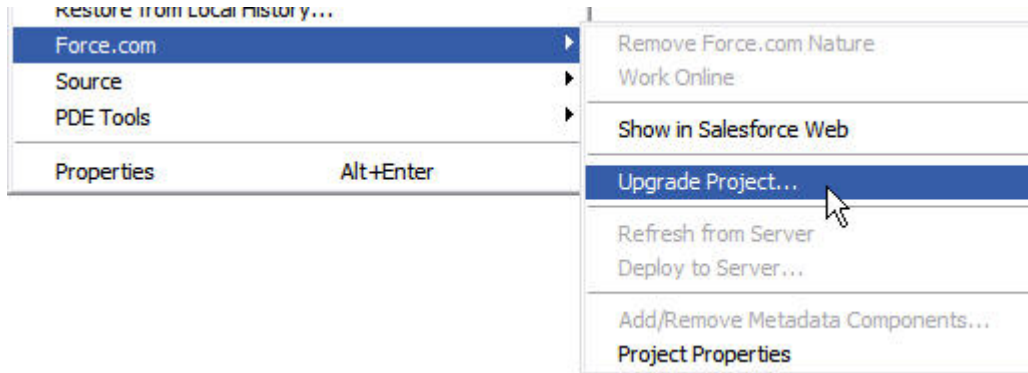 Restore from Local History...
Force.com
Source
PDE Tools
Properties Alt+Enter
Remove Force.com Nature
Work Online
Show in Salesforce Web
Upgrade Project...
Refresh from Server
Deploy to Server...
Add/Remove Metadata Components...
Project Properties